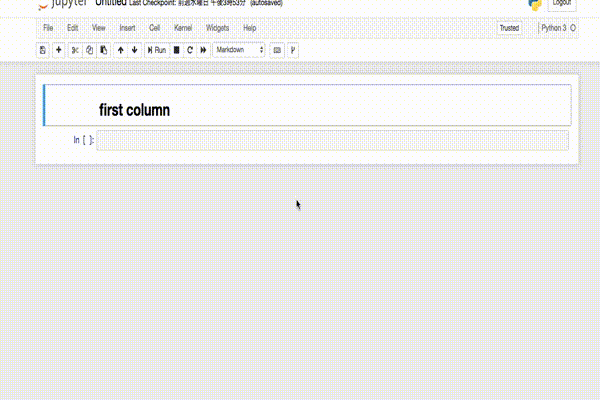 jupyter Untitled Last Checkpoint: 前週水曜日 午後3時53分 (autosaved) Logout
File Edit View Insert Cell Kernel Widgets Help Trusted Python 3
Run Markdown
first column
In [ ]: